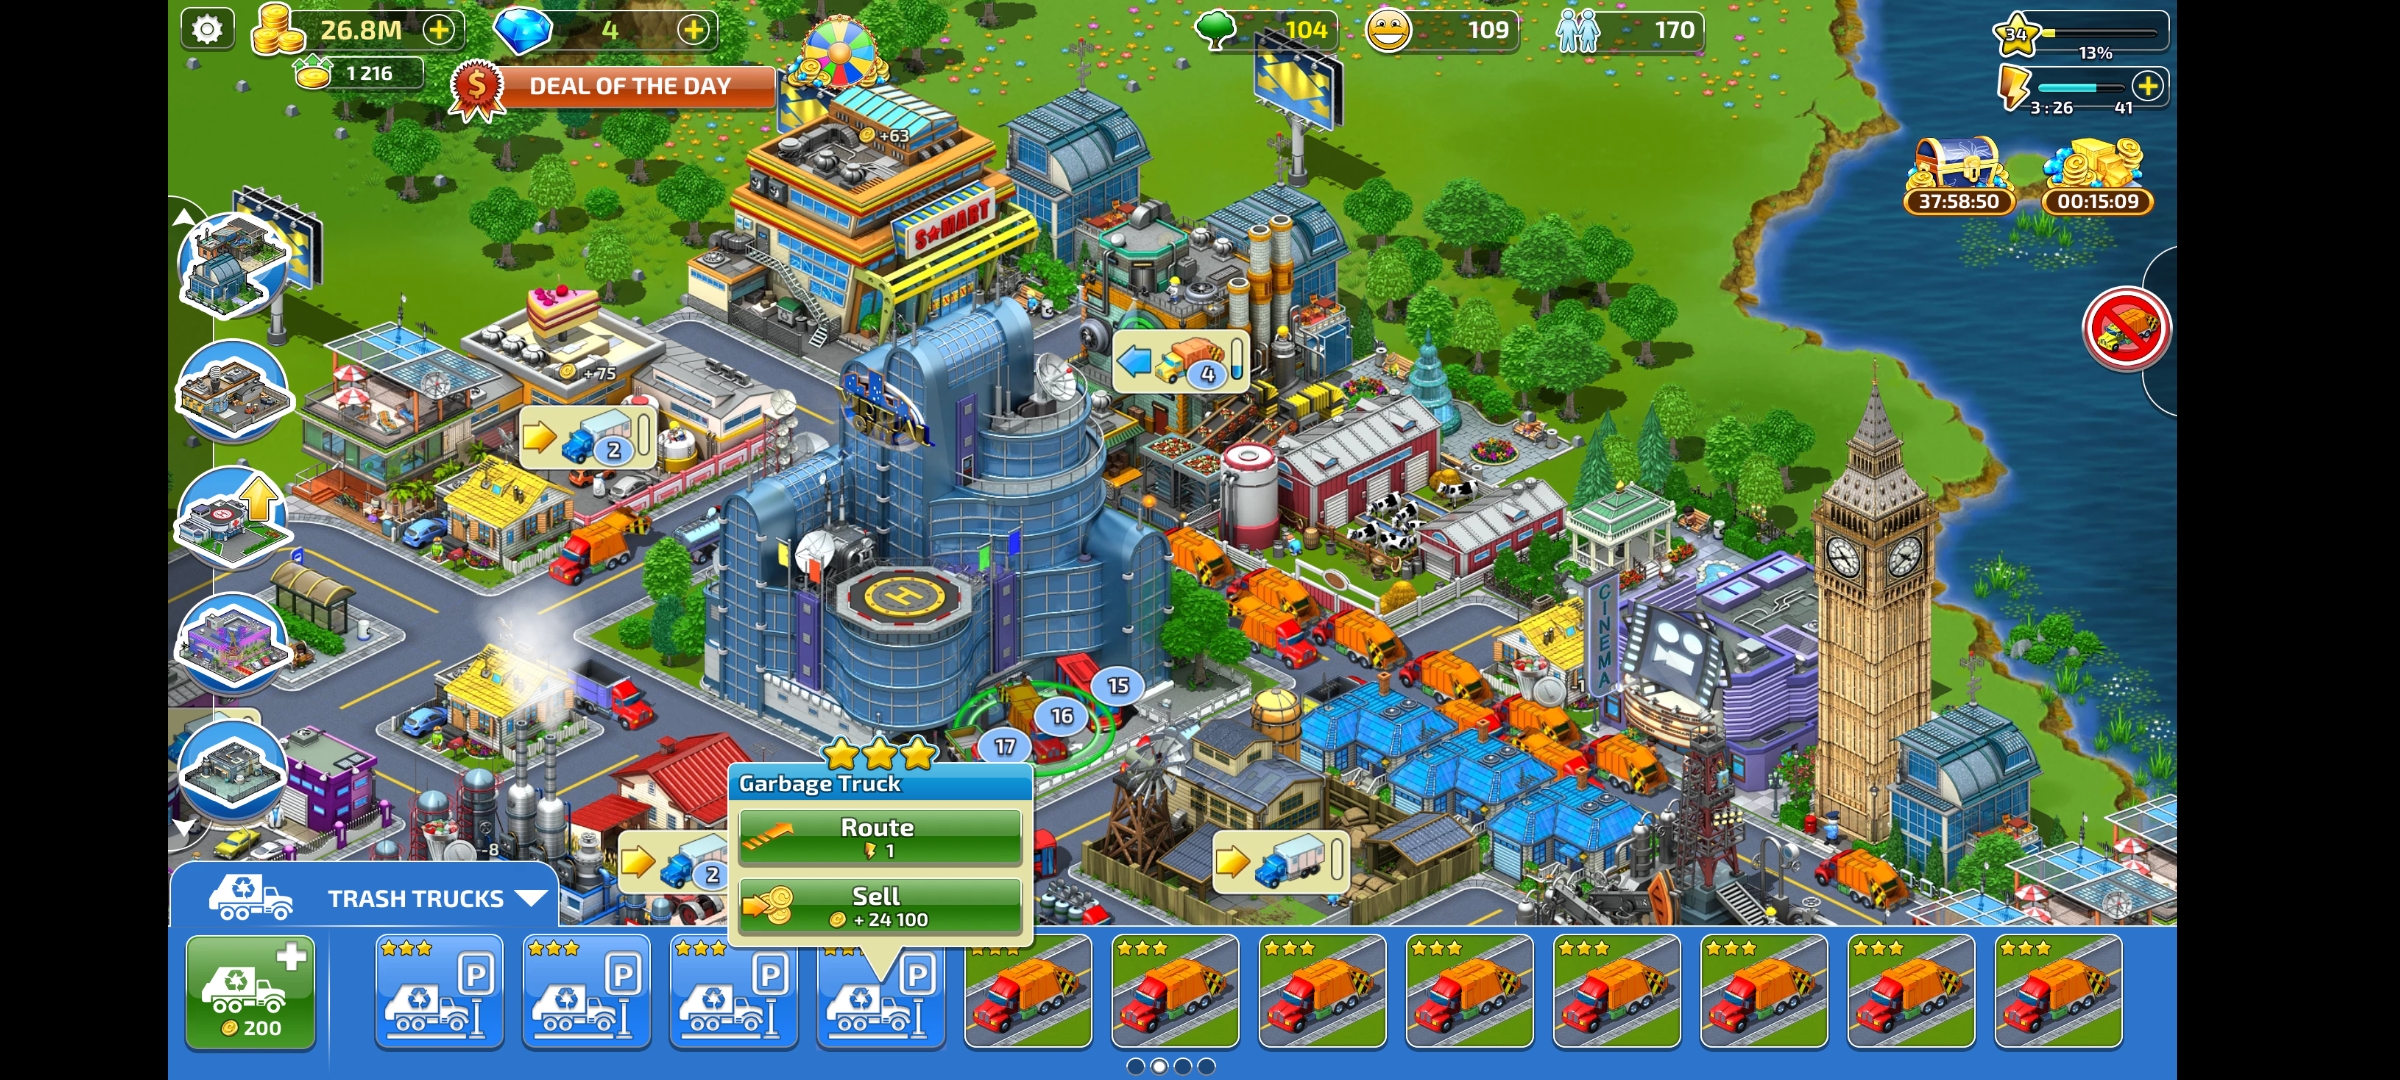 26.8M
4
104
109
170
34
13%
1 216
DEAL OF THE DAY
3:26
41
+63
37:58:50
00:15:09
S★MART
+75
4
2
CINEMA
-1
15
16
17
Garbage Truck
Route
1
Sell
+ 24 100
-8
2
TRASH TRUCKS
P
P
P
P
200